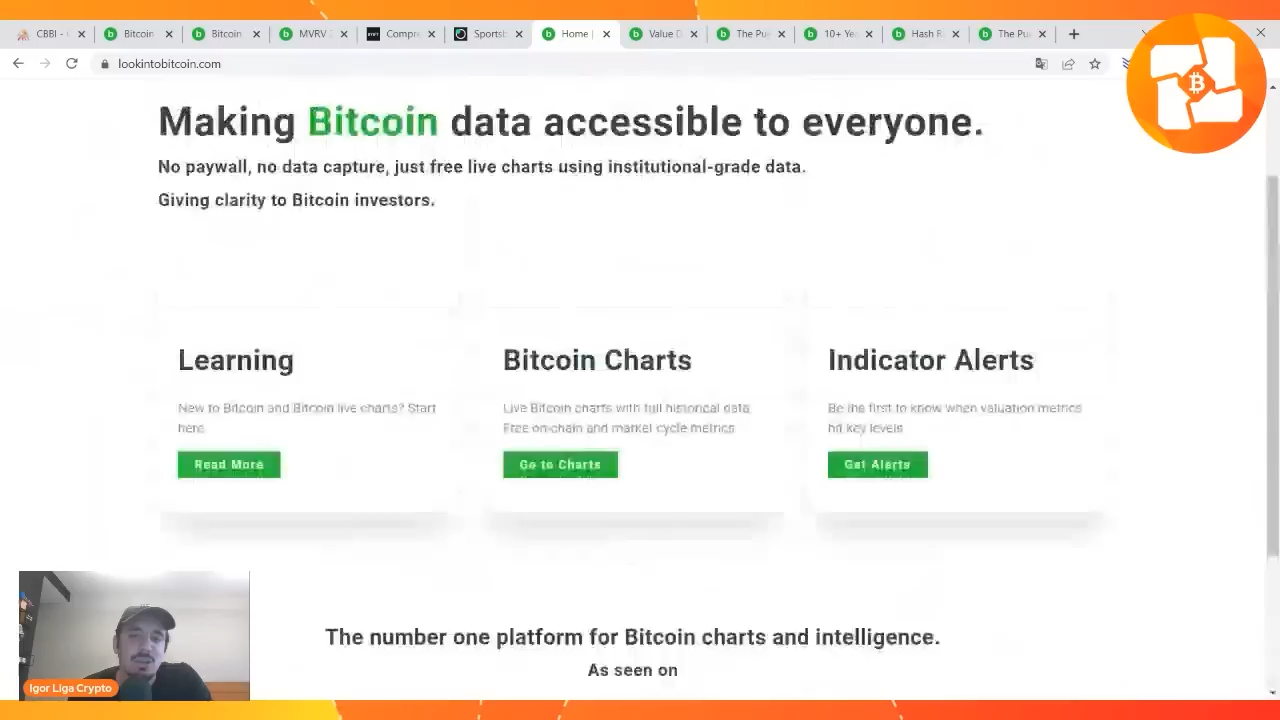 CBBI -
Bitcoin
Bitcoin
MVRV
Compr
Sportsb
Home |
Value D
The Pue
10+ Ye
Hash R
The Pue
lookintobitcoin.com
Making Bitcoin data accessible to everyone.
No paywall, no data capture, just free live charts using institutional-grade data.
Giving clarity to Bitcoin investors.
Learning
New to Bitcoin and Bitcoin live charts? Start
here
Read More
Bitcoin Charts
Live Bitcoin charts with full historical data
Free on-chain and market cycle metrics
Go to Charts
Indicator Alerts
Be the first to know when valuation metrics
hit key levels
Get Alerts
The number one platform for Bitcoin charts and intelligence.
As seen on
Igor Liga Crypto